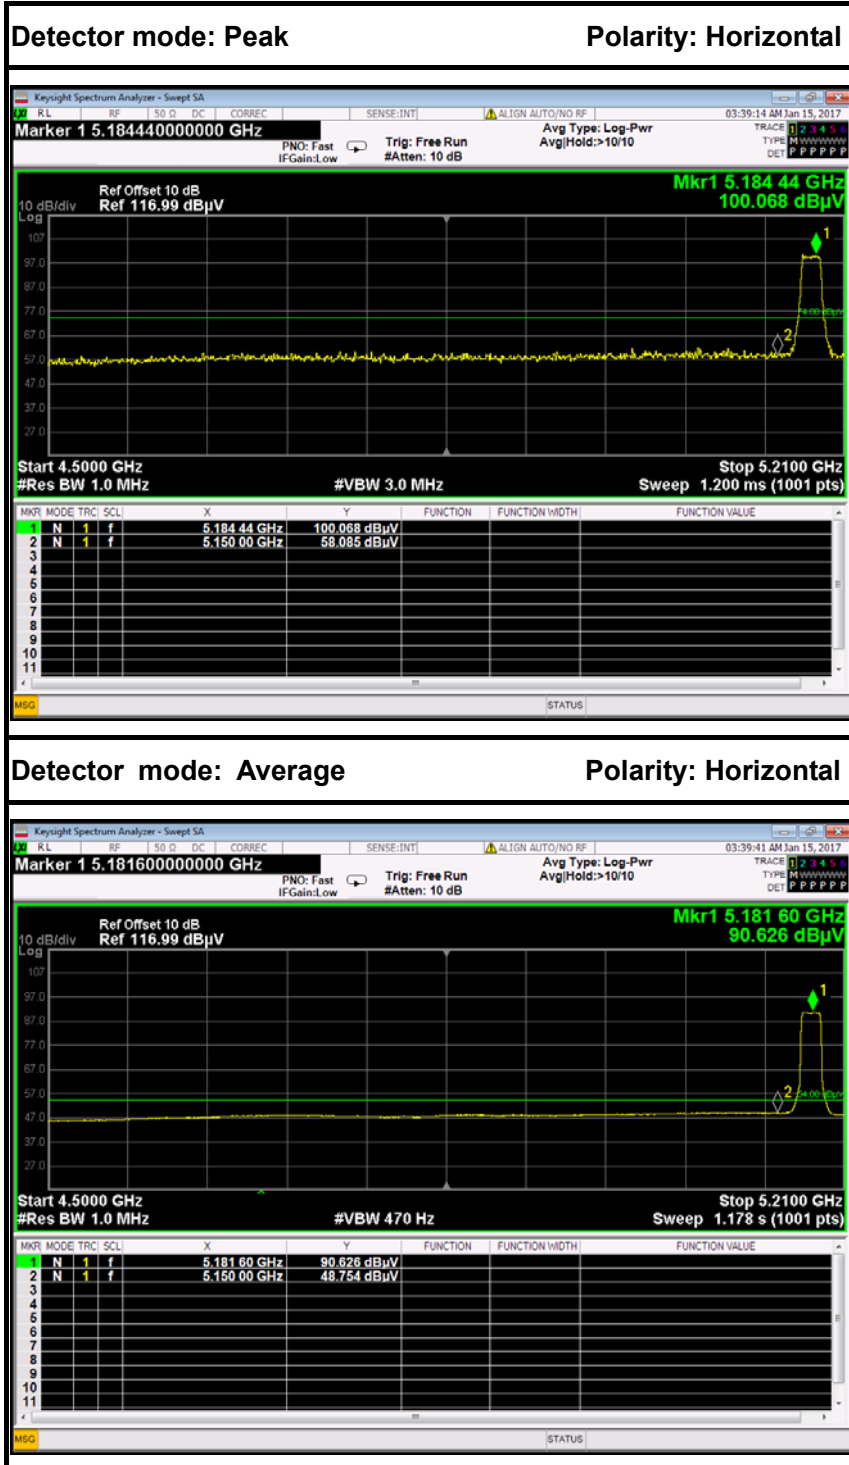 Detector mode: Peak Polarity: Horizontal
Keysight Spectrum Analyzer - Swept SA
RL RF 50 Ω DC CORREC SENSE:INT ALIGN AUTO/NO RF 03:39:14 AM Jan 15, 2017
Marker 1 5.184440000000 GHz
PNO: Fast
IFGain:Low
Trig: Free Run
#Atten: 10 dB
Avg Type: Log-Pwr
Avg|Hold:>10/10
TRACE 1 2 3 4 5 6
TYPE M WWWWW
DET P P P P P P
Mkr1 5.184 44 GHz
100.068 dBµV
Ref Offset 10 dB
10 dB/div Ref 116.99 dBµV
Log
107
97.0
87.0
77.0
67.0
57.0
47.0
37.0
27.0
1
74.00 dBµV
2
Start 4.5000 GHz Stop 5.2100 GHz
#Res BW 1.0 MHz #VBW 3.0 MHz Sweep 1.200 ms (1001 pts)
MKR MODE TRC SCL X Y FUNCTION FUNCTION WIDTH FUNCTION VALUE
1 N 1 f 5.184 44 GHz 100.068 dBµV
2 N 1 f 5.150 00 GHz 58.085 dBµV
3
4
5
6
7
8
9
10
11
MSG STATUS
Detector mode: Average Polarity: Horizontal
Keysight Spectrum Analyzer - Swept SA
RL RF 50 Ω DC CORREC SENSE:INT ALIGN AUTO/NO RF 03:39:41 AM Jan 15, 2017
Marker 1 5.181600000000 GHz
PNO: Fast
IFGain:Low
Trig: Free Run
#Atten: 10 dB
Avg Type: Log-Pwr
Avg|Hold:>10/10
TRACE 1 2 3 4 5 6
TYPE M WWWWW
DET P P P P P P
Mkr1 5.181 60 GHz
90.626 dBµV
Ref Offset 10 dB
10 dB/div Ref 116.99 dBµV
Log
107
97.0
87.0
77.0
67.0
57.0
47.0
37.0
27.0
1
2
54.00 dBµV
Start 4.5000 GHz Stop 5.2100 GHz
#Res BW 1.0 MHz #VBW 470 Hz Sweep 1.178 s (1001 pts)
MKR MODE TRC SCL X Y FUNCTION FUNCTION WIDTH FUNCTION VALUE
1 N 1 f 5.181 60 GHz 90.626 dBµV
2 N 1 f 5.150 00 GHz 48.754 dBµV
3
4
5
6
7
8
9
10
11
MSG STATUS